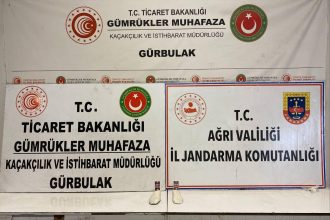 T.C. TİCARET BAKANLIĞI
GÜMRÜKLER MUHAFAZA
KAÇAKÇILIK VE İSTİHBARAT MÜDÜRLÜĞÜ
GÜRBULAK
T.C.
TİCARET BAKANLIĞI
GÜMRÜKLER MUHAFAZA
KAÇAKÇILIK VE İSTİHBARAT MÜDÜRLÜĞÜ
GÜRBULAK
T.C.
AĞRI VALİLİĞİ
İL JANDARMA KOMUTANLIĞI